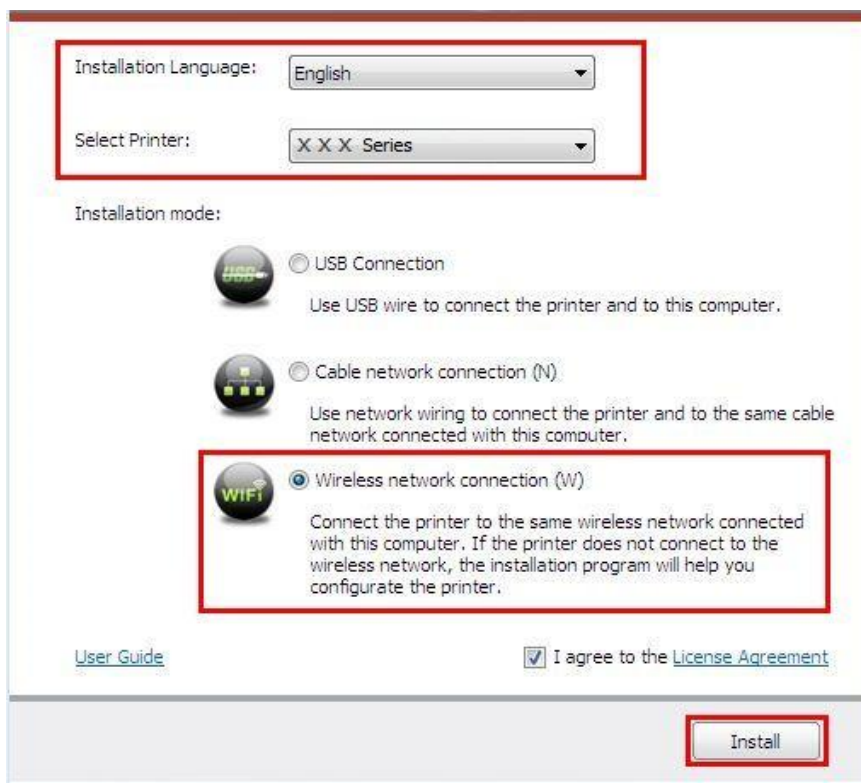 Installation Language: English
Select Printer: X X X Series
Installation mode:
USB
USB Connection
Use USB wire to connect the printer and to this computer.
Cable network connection (N)
Use network wiring to connect the printer and to the same cable
network connected with this computer.
WiFi
Wireless network connection (W)
Connect the printer to the same wireless network connected
with this computer. If the printer does not connect to the
wireless network, the installation program will help you
configurate the printer.
User Guide
I agree to the License Agreement
Install